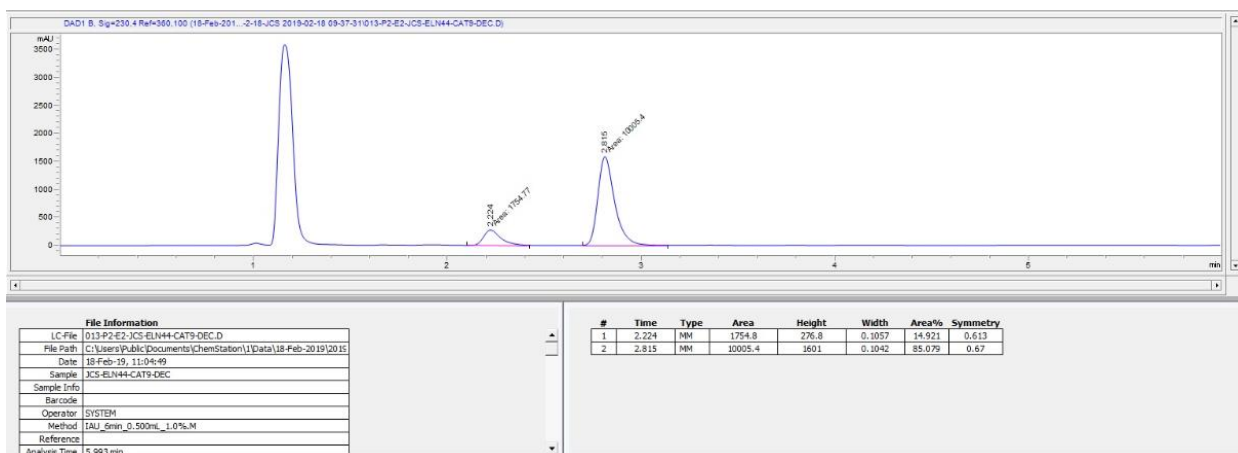 DAD1 B, Sig=230.4 Ref=360.100 (18-Feb-201...-2-18-JCS 2019-02-18 09-37-31\013-P2-E2-JCS-ELN44-CAT9-DEC.D)
mAU
3500
3000
2500
2000
1500
1000
500
0
2.224
Area: 1754.77
2.815
Area: 10005.4
1 2 3 4 5 min
File Information
LC-File 013-P2-E2-JCS-ELN44-CAT9-DEC.D
File Path C:\Users\Public\Documents\ChemStation\1\Data\18-Feb-2019\2019
Date 18-Feb-19, 11:04:49
Sample JCS-ELN44-CAT9-DEC
Sample Info
Barcode
Operator SYSTEM
Method IAU_6min_0.500mL_1.0%.M
Reference
Analysis Time 5.993 min
# Time Type Area Height Width Area% Symmetry
1 2.224 MM 1754.8 276.8 0.1057 14.921 0.613
2 2.815 MM 10005.4 1601 0.1042 85.079 0.67